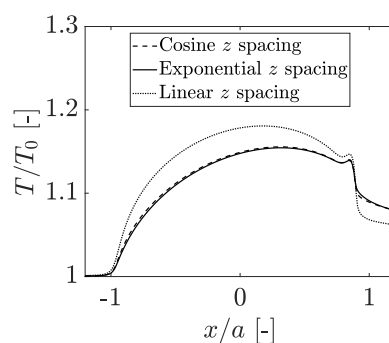 1.3
Cosine z spacing
Exponential z spacing
Linear z spacing
1.2
T/T₀ [-]
1.1
1
-1
0
1
x/a [-]